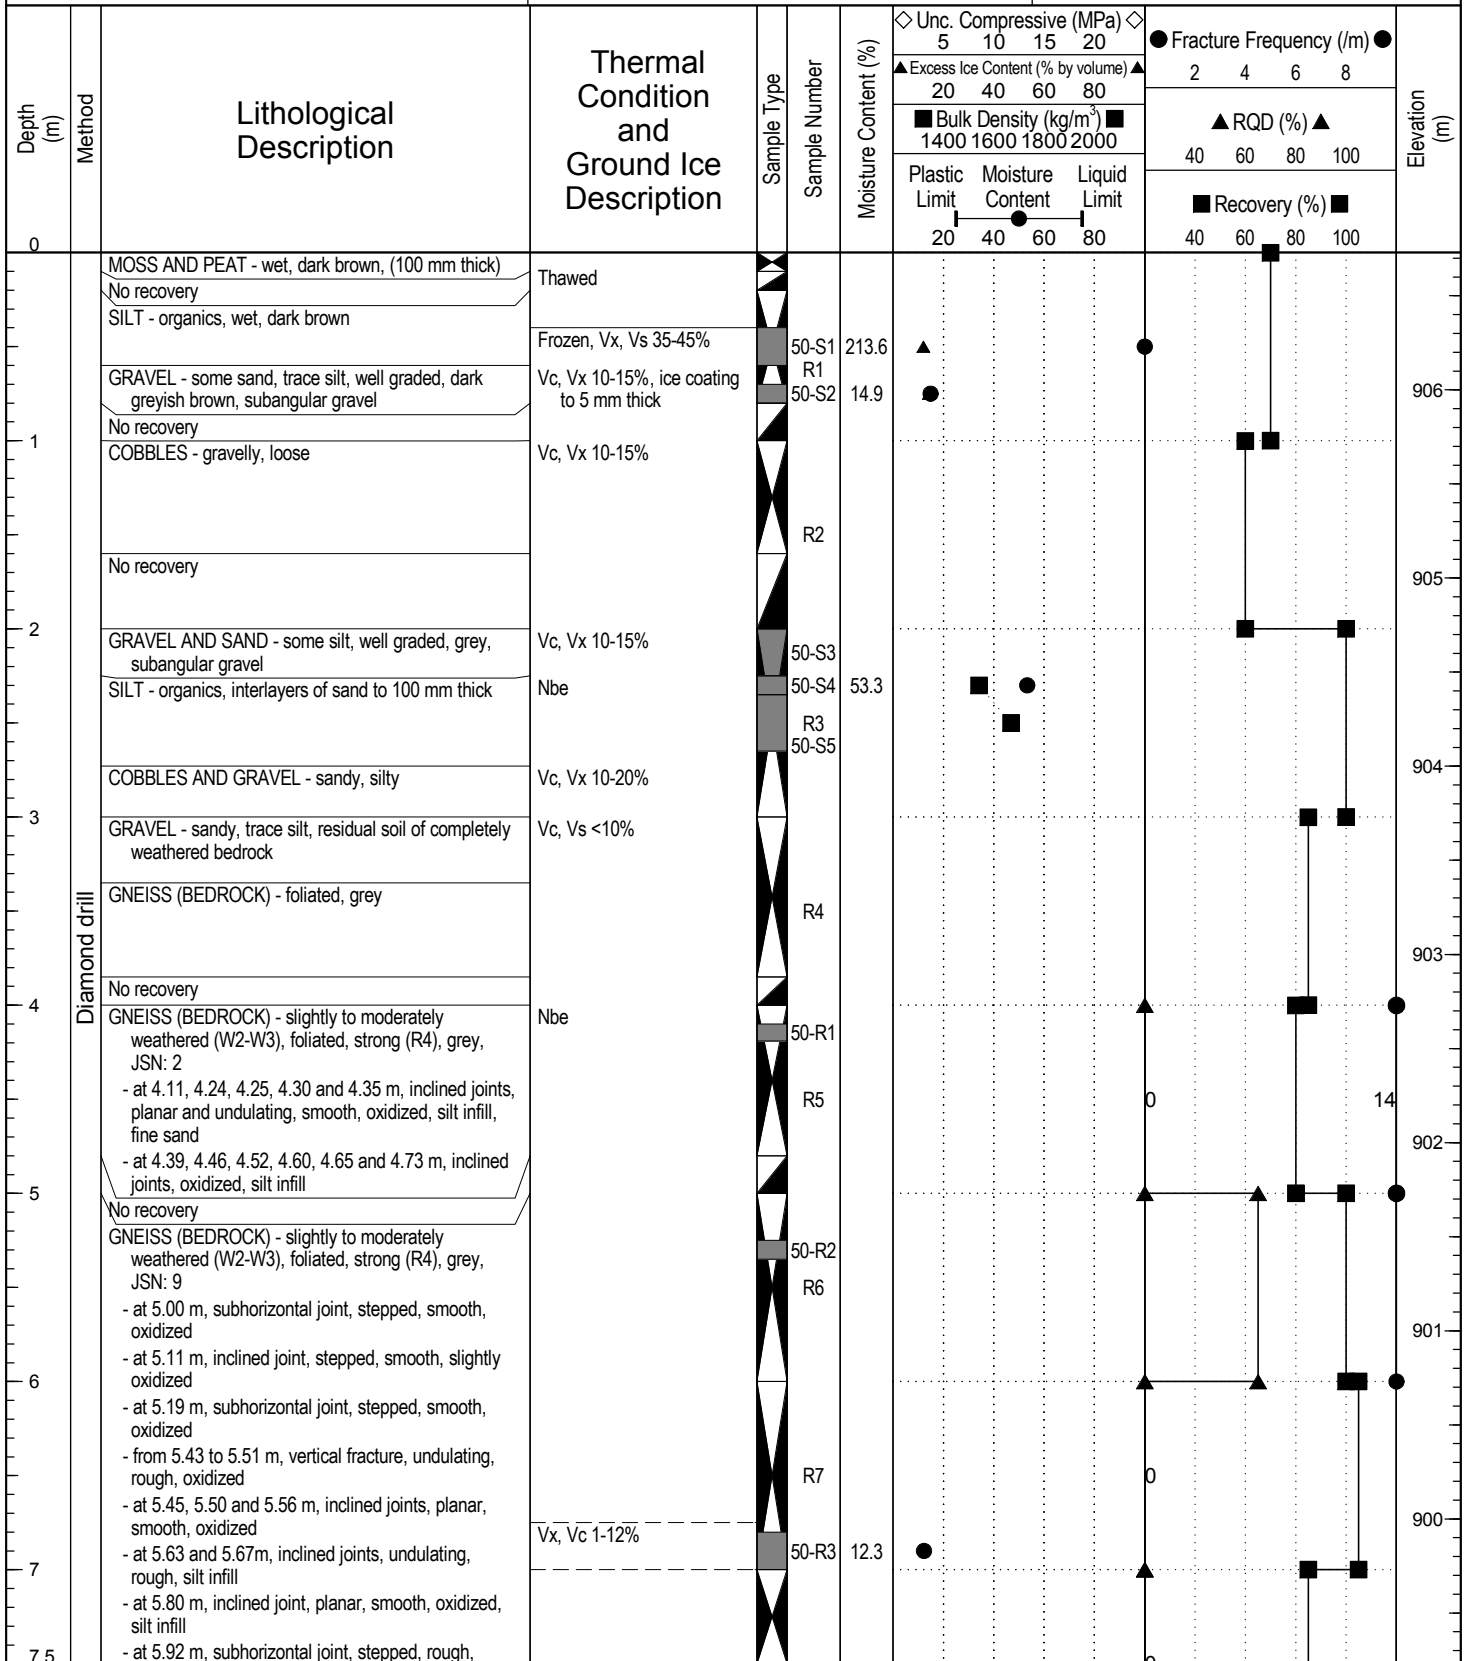 Depth (m)
Method
Lithological
Description
Thermal
Condition
and
Ground Ice
Description
Sample Type
Sample Number
Moisture Content (%)
◇ Unc. Compressive (MPa) ◇
5 10 15 20
▲ Excess Ice Content (% by volume) ▲
20 40 60 80
■ Bulk Density (kg/m³) ■
1400 1600 1800 2000
Plastic Moisture Liquid
Limit Content Limit
20 40 60 80
● Fracture Frequency (/m) ●
2 4 6 8
▲ RQD (%) ▲
40 60 80 100
■ Recovery (%) ■
40 60 80 100
Elevation (m)
0
Diamond drill
MOSS AND PEAT - wet, dark brown, (100 mm thick)
Thawed
No recovery
SILT - organics, wet, dark brown
Frozen, Vx, Vs 35-45%
50-S1 213.6
R1
GRAVEL - some sand, trace silt, well graded, dark
greyish brown, subangular gravel
Vc, Vx 10-15%, ice coating
to 5 mm thick
50-S2 14.9
906
No recovery
1
COBBLES - gravelly, loose
Vc, Vx 10-15%
R2
No recovery
905
2
GRAVEL AND SAND - some silt, well graded, grey,
subangular gravel
Vc, Vx 10-15%
50-S3
SILT - organics, interlayers of sand to 100 mm thick
Nbe
50-S4 53.3
R3
50-S5
COBBLES AND GRAVEL - sandy, silty
Vc, Vx 10-20%
904
3
GRAVEL - sandy, trace silt, residual soil of completely
weathered bedrock
Vc, Vs <10%
GNEISS (BEDROCK) - foliated, grey
R4
903
No recovery
4
GNEISS (BEDROCK) - slightly to moderately
weathered (W2-W3), foliated, strong (R4), grey,
JSN: 2
Nbe
50-R1
- at 4.11, 4.24, 4.25, 4.30 and 4.35 m, inclined joints,
planar and undulating, smooth, oxidized, silt infill,
fine sand
R5
0 14
- at 4.39, 4.46, 4.52, 4.60, 4.65 and 4.73 m, inclined
joints, oxidized, silt infill
902
5
No recovery
GNEISS (BEDROCK) - slightly to moderately
weathered (W2-W3), foliated, strong (R4), grey,
JSN: 9
50-R2
R6
- at 5.00 m, subhorizontal joint, stepped, smooth,
oxidized
901
- at 5.11 m, inclined joint, stepped, smooth, slightly
oxidized
6
- at 5.19 m, subhorizontal joint, stepped, smooth,
oxidized
- from 5.43 to 5.51 m, vertical fracture, undulating,
rough, oxidized
R7
0
- at 5.45, 5.50 and 5.56 m, inclined joints, planar,
smooth, oxidized
900
Vx, Vc 1-12%
50-R3 12.3
- at 5.63 and 5.67m, inclined joints, undulating,
rough, silt infill
7
- at 5.80 m, inclined joint, planar, smooth, oxidized,
silt infill
- at 5.92 m, subhorizontal joint, stepped, rough,
7.5